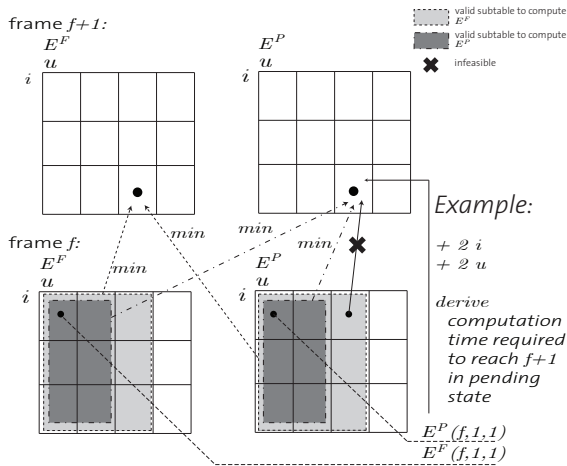 frame f+1:
E^F
u
i
E^P
u
i
valid subtable to compute
E^F
valid subtable to compute
E^P
infeasible
Example:
+ 2 i
+ 2 u
derive
computation
time required
to reach f+1
in pending
state
min
min
min
min
frame f:
E^F
u
i
E^P
u
i
E^P(f,1,1)
E^F(f,1,1)